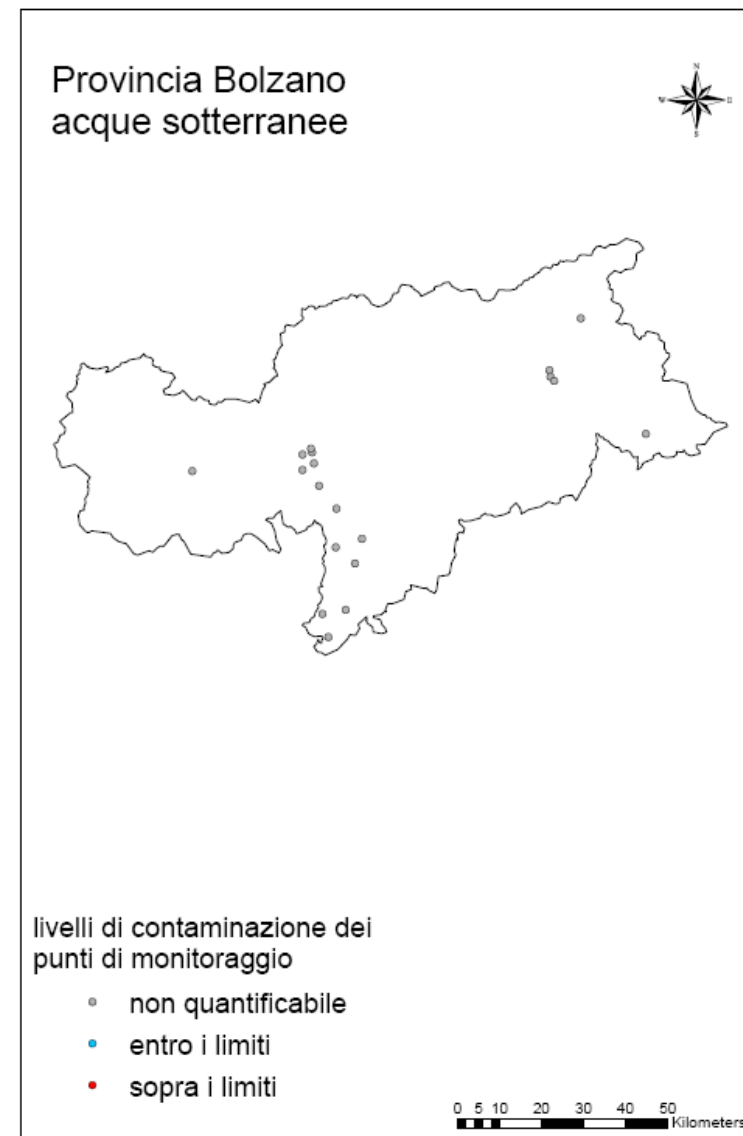 Provincia Bolzano
acque sotterranee
N
W
E
S
livelli di contaminazione dei
punti di monitoraggio
non quantificabile
entro i limiti
sopra i limiti
0 5 10 20 30 40 50
Kilometers